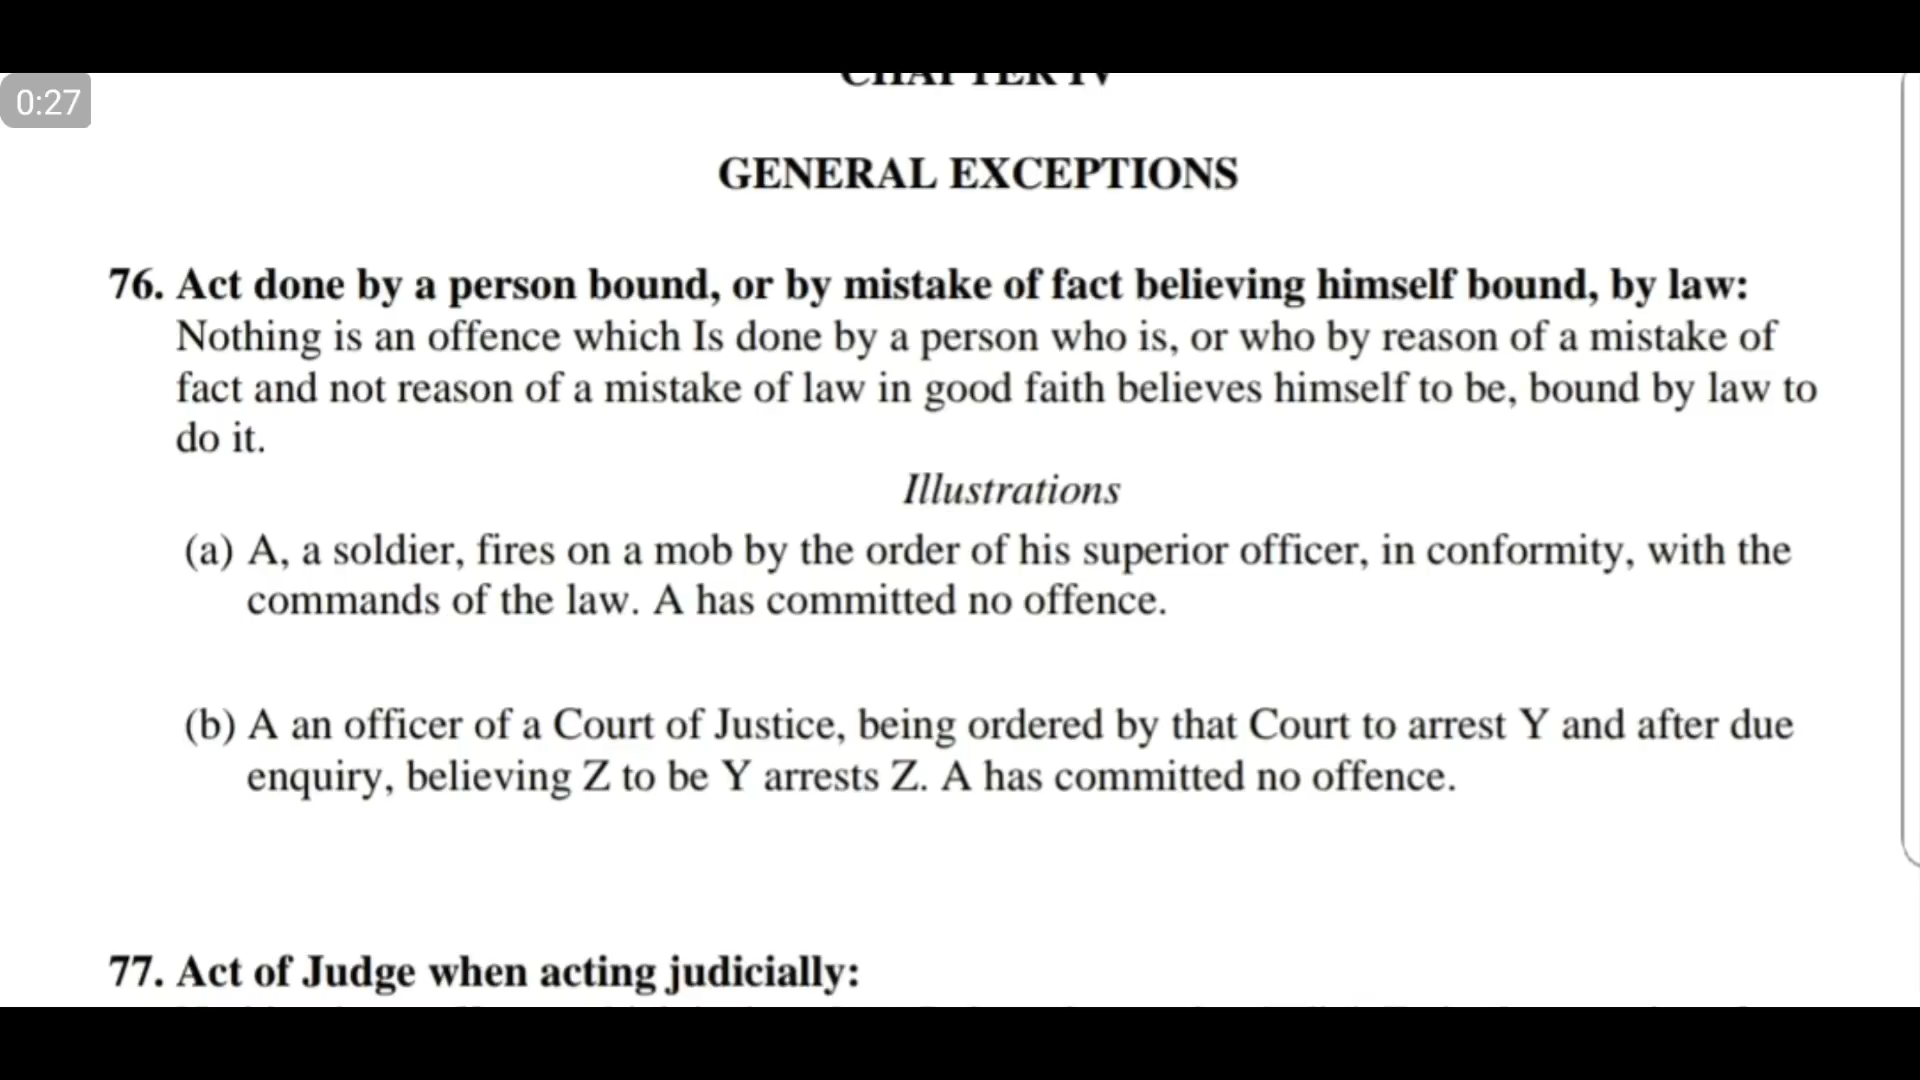 0:27
CHAPTER IV
GENERAL EXCEPTIONS
76. Act done by a person bound, or by mistake of fact believing himself bound, by law:
Nothing is an offence which Is done by a person who is, or who by reason of a mistake of
fact and not reason of a mistake of law in good faith believes himself to be, bound by law to
do it.
Illustrations
(a) A, a soldier, fires on a mob by the order of his superior officer, in conformity, with the
commands of the law. A has committed no offence.
(b) A an officer of a Court of Justice, being ordered by that Court to arrest Y and after due
enquiry, believing Z to be Y arrests Z. A has committed no offence.
77. Act of Judge when acting judicially: